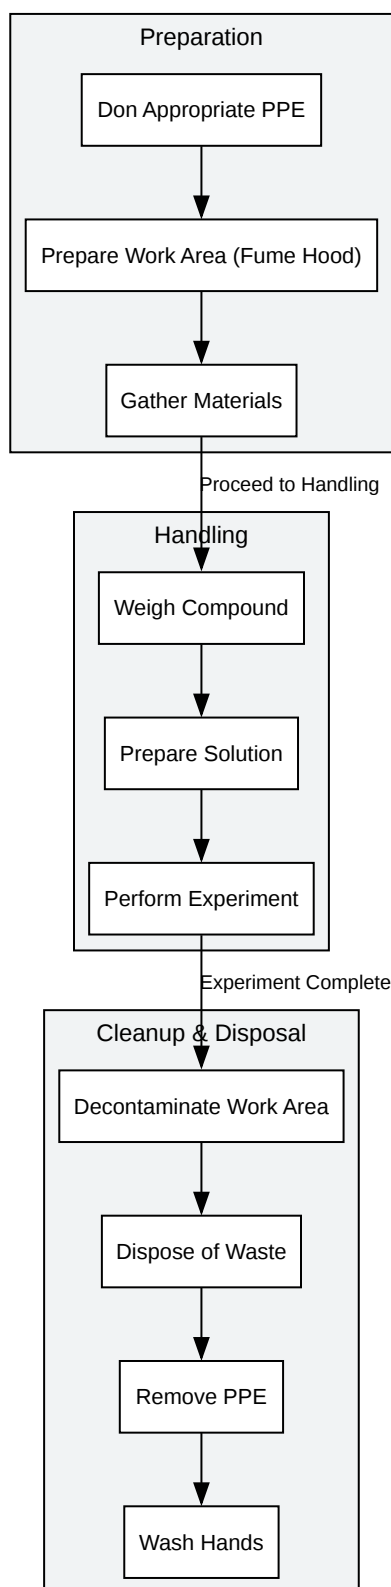 Preparation
Don Appropriate PPE
Prepare Work Area (Fume Hood)
Gather Materials
Proceed to Handling
Handling
Weigh Compound
Prepare Solution
Perform Experiment
Experiment Complete
Cleanup & Disposal
Decontaminate Work Area
Dispose of Waste
Remove PPE
Wash Hands